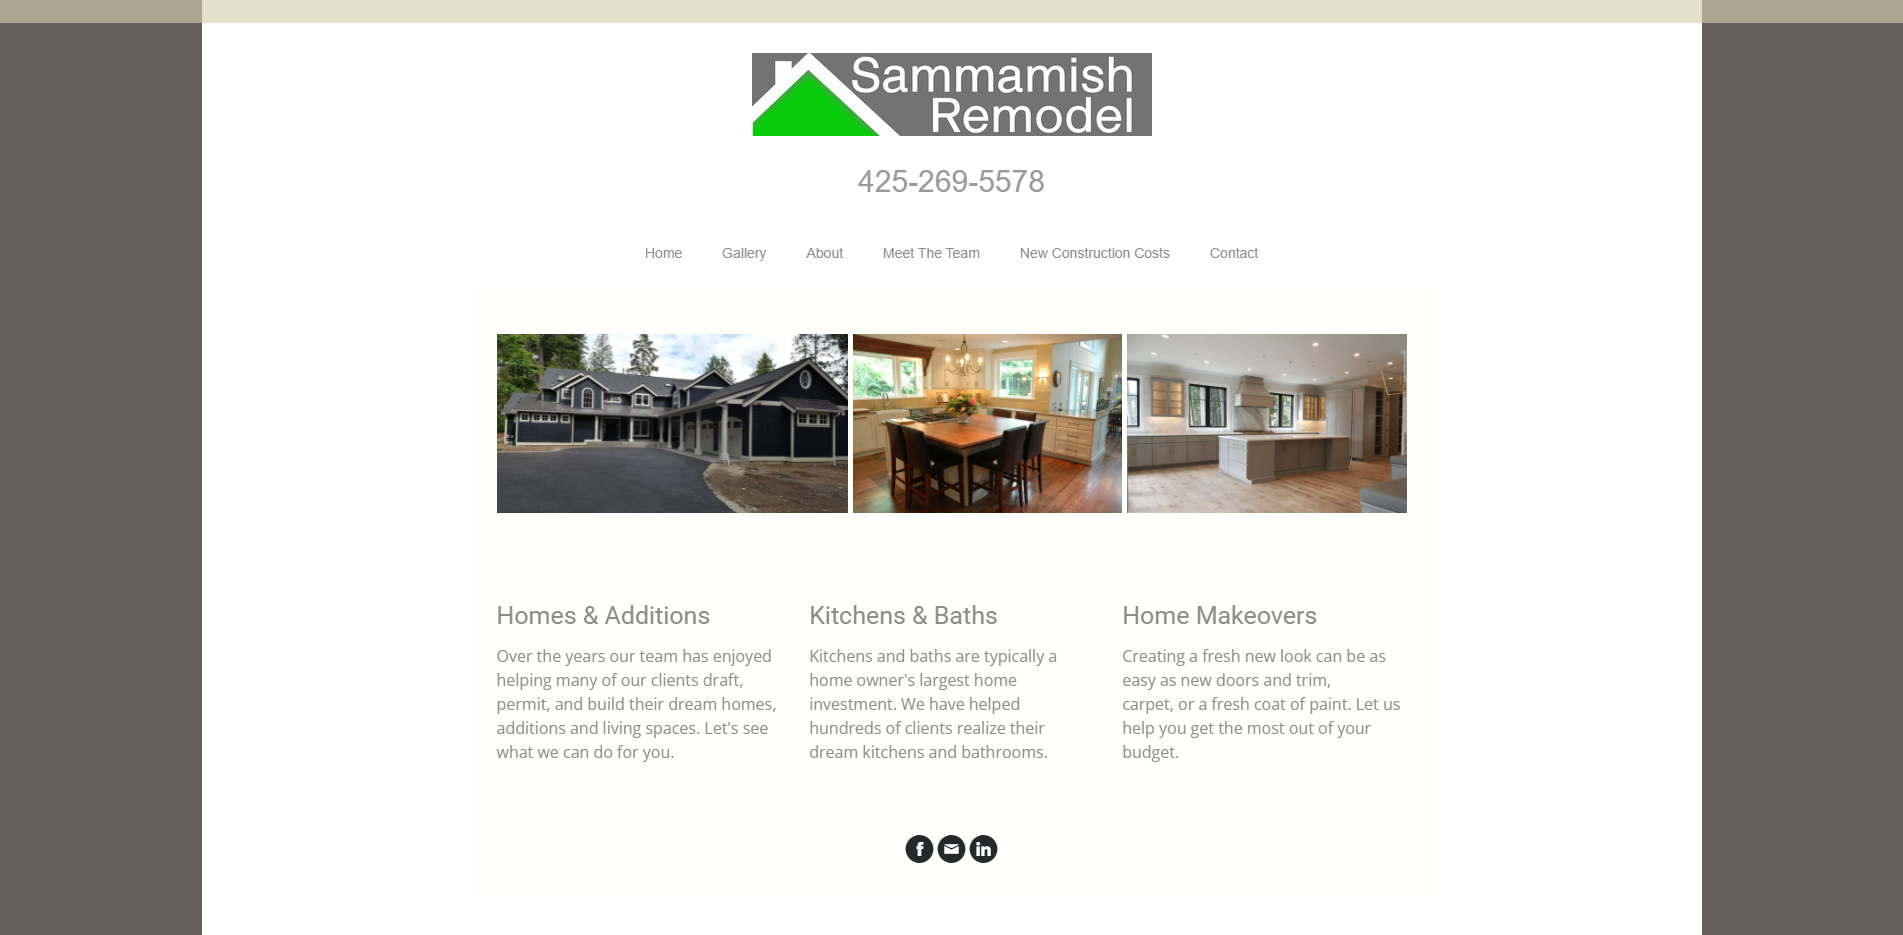 Sammamish
Remodel
425-269-5578
Home Gallery About Meet The Team New Construction Costs Contact
Homes & Additions
Over the years our team has enjoyed
helping many of our clients draft,
permit, and build their dream homes,
additions and living spaces. Let's see
what we can do for you.
Kitchens & Baths
Kitchens and baths are typically a
home owner's largest home
investment. We have helped
hundreds of clients realize their
dream kitchens and bathrooms.
Home Makeovers
Creating a fresh new look can be as
easy as new doors and trim,
carpet, or a fresh coat of paint. Let us
help you get the most out of your
budget.